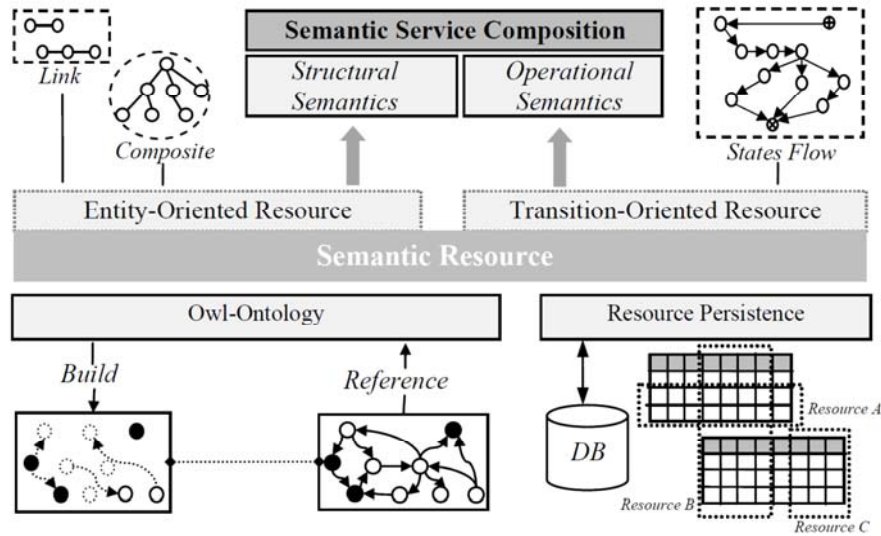 Semantic Service Composition
Link
Structural
Semantics
Operational
Semantics
Composite
States Flow
Entity-Oriented Resource
Transition-Oriented Resource
Semantic Resource
Owl-Ontology
Resource Persistence
Build
Reference
Resource A
DB
Resource B
Resource C